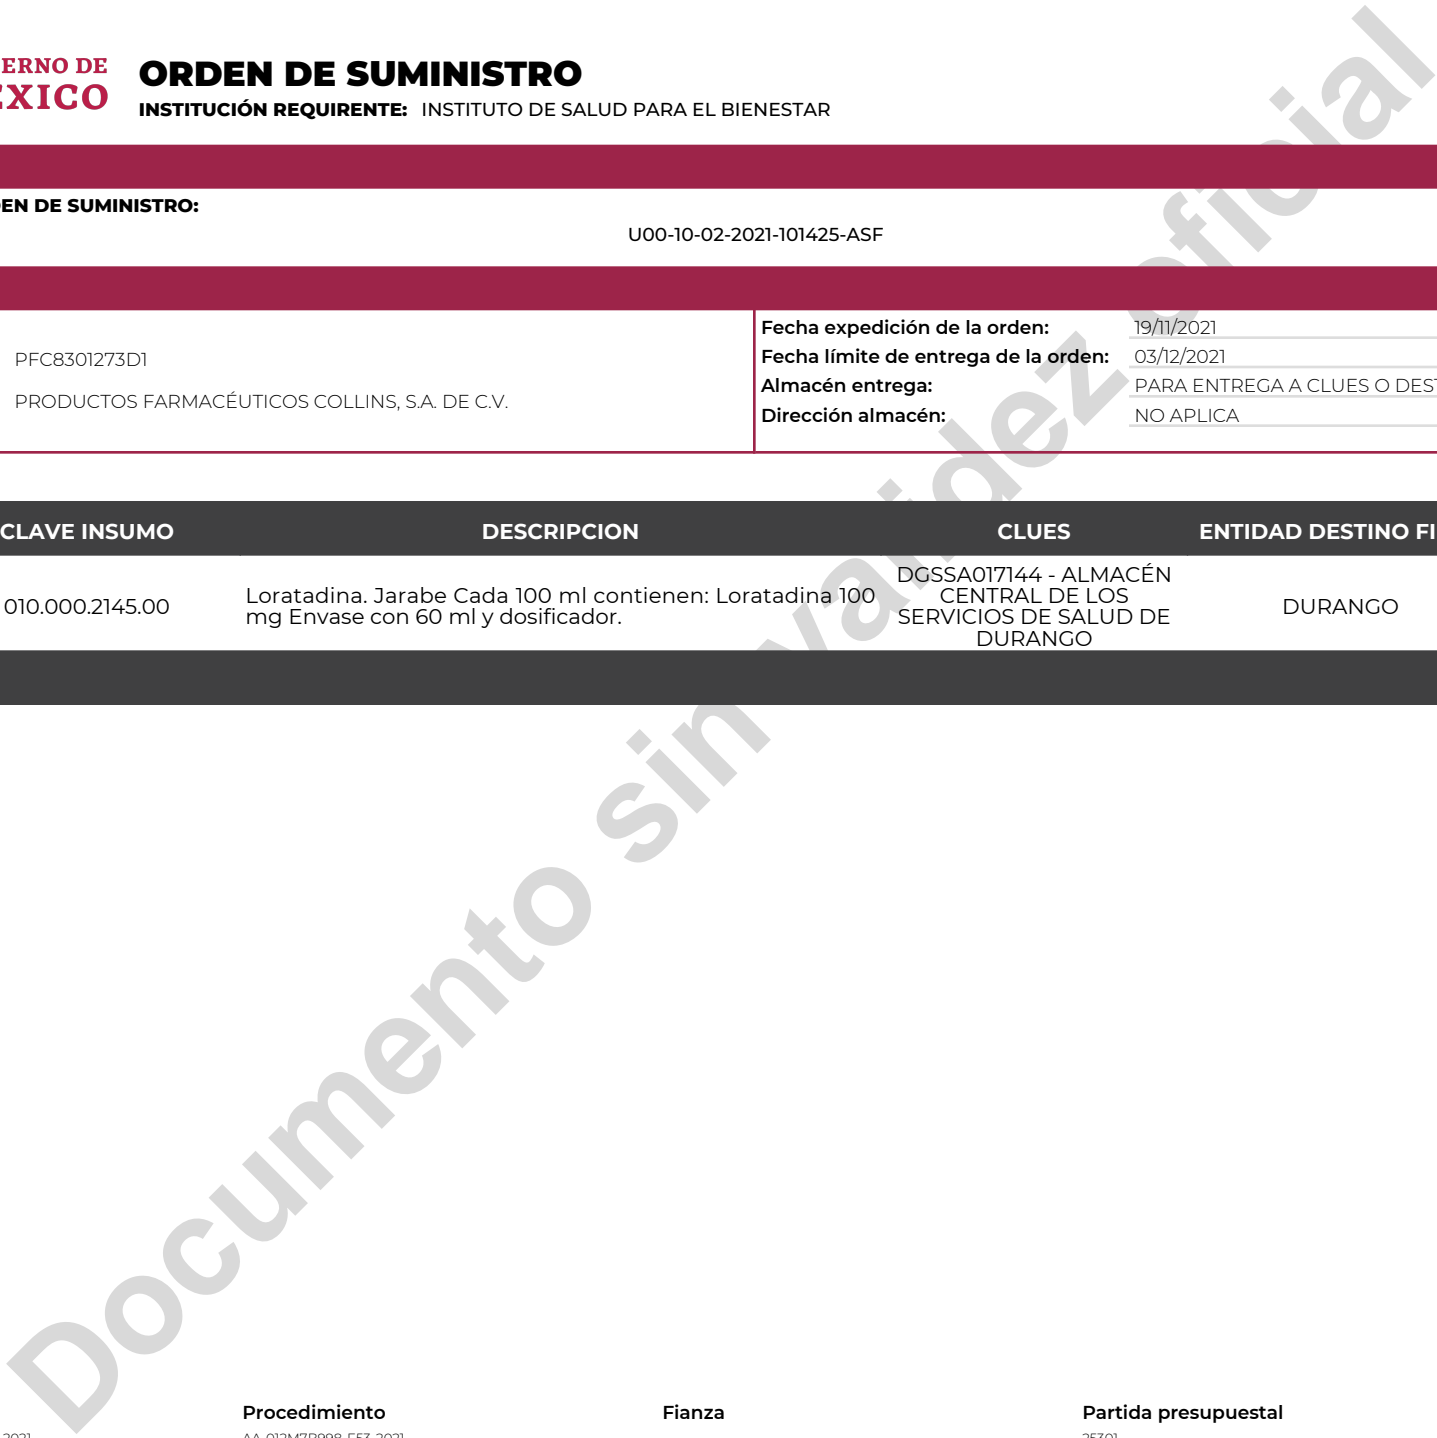 ERNO DE
ORDEN DE SUMINISTRO
XICO
INSTITUCIÓN REQUIRENTE: INSTITUTO DE SALUD PARA EL BIENESTAR
EN DE SUMINISTRO:
U00-10-02-2021-101425-ASF
PFC8301273D1
PRODUCTOS FARMACÉUTICOS COLLINS, S.A. DE C.V.
Fecha expedición de la orden: 19/11/2021
Fecha límite de entrega de la orden: 03/12/2021
Almacén entrega: PARA ENTREGA A CLUES O DEST
Dirección almacén: NO APLICA
CLAVE INSUMO DESCRIPCION CLUES ENTIDAD DESTINO FI
010.000.2145.00
Loratadina. Jarabe Cada 100 ml contienen: Loratadina 100
mg Envase con 60 ml y dosificador.
DGSSA017144 - ALMACÉN
CENTRAL DE LOS
SERVICIOS DE SALUD DE
DURANGO
DURANGO
Documento sin validez oficial
Procedimiento Fianza Partida presupuestal